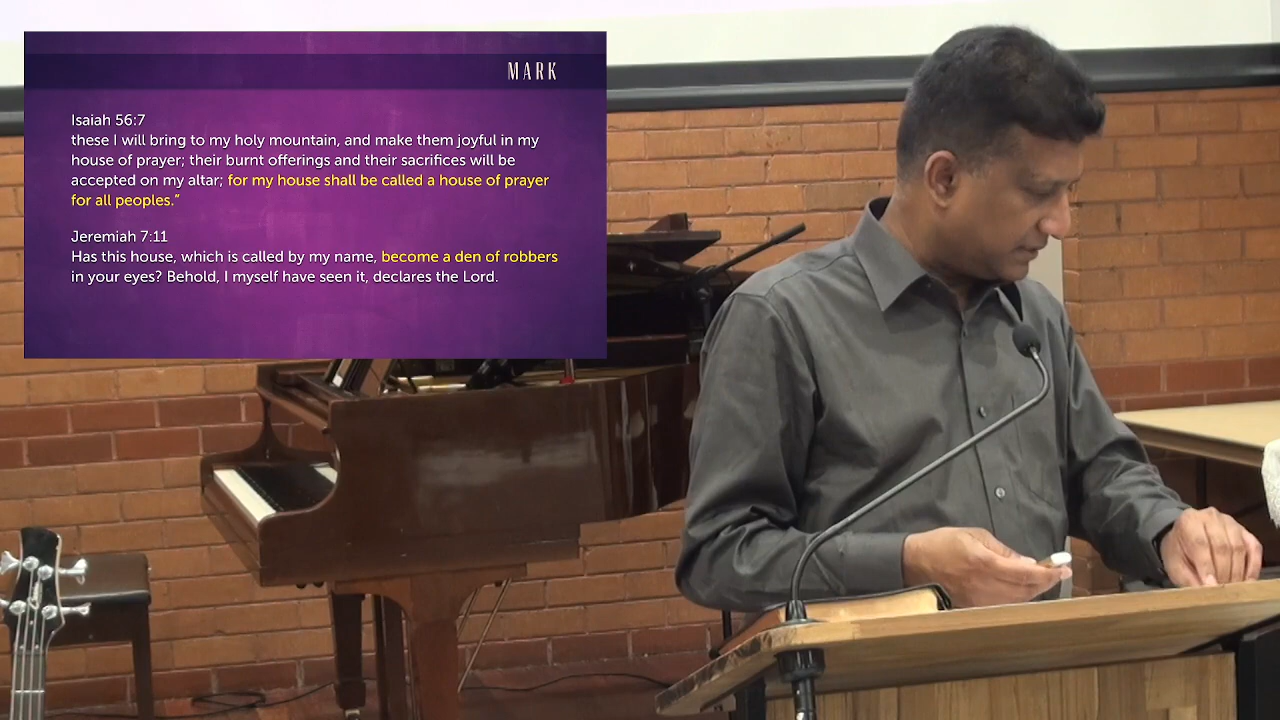 MARK
Isaiah 56:7
these I will bring to my holy mountain, and make them joyful in my
house of prayer; their burnt offerings and their sacrifices will be
accepted on my altar; for my house shall be called a house of prayer
for all peoples.”
Jeremiah 7:11
Has this house, which is called by my name, become a den of robbers
in your eyes? Behold, I myself have seen it, declares the Lord.